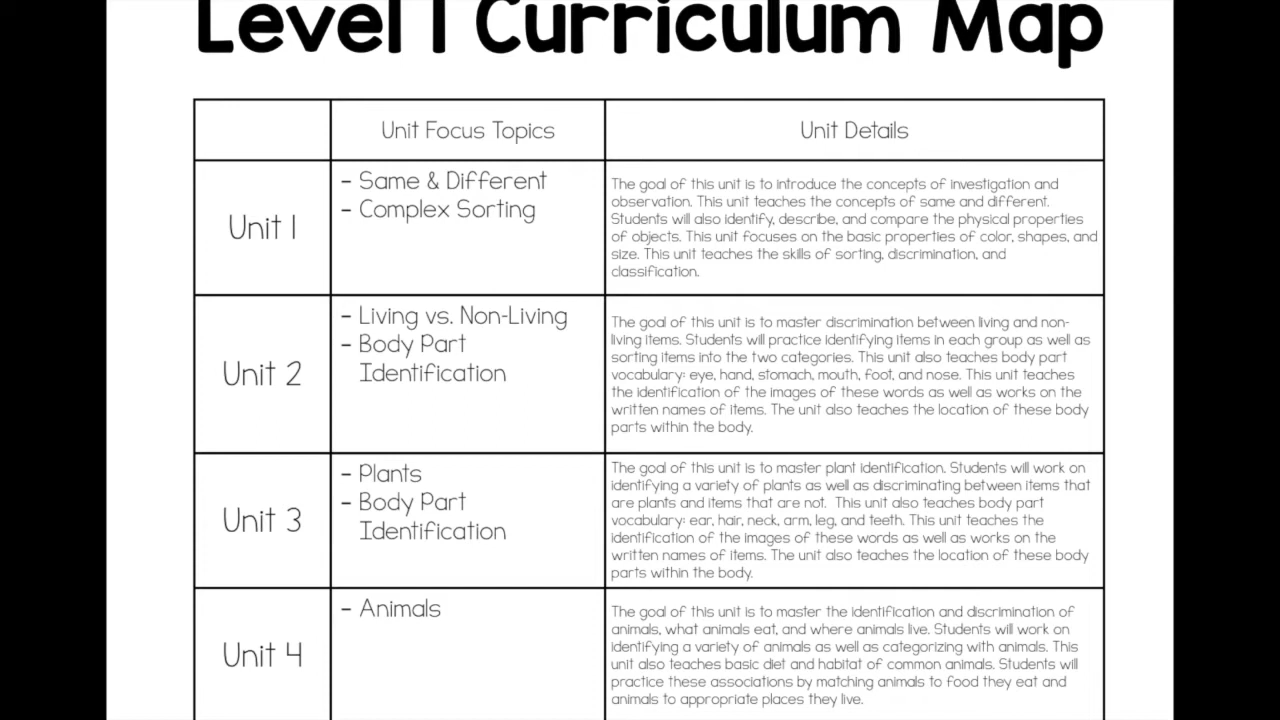 Level 1 Curriculum Map
Unit Focus Topics
Unit Details
Unit 1
- Same & Different
- Complex Sorting
The goal of this unit is to introduce the concepts of investigation and
observation. This unit teaches the concepts of same and different.
Students will also identify, describe, and compare the physical properties
of objects. This unit focuses on the basic properties of color, shapes, and
size. This unit teaches the skills of sorting, discrimination, and
classification.
Unit 2
- Living vs. Non-Living
- Body Part
Identification
The goal of this unit is to master discrimination between living and non-
living items. Students will practice identifying items in each group as well as
sorting items into the two categories. This unit also teaches body part
vocabulary: eye, hand, stomach, mouth, foot, and nose. This unit teaches
the identification of the images of these words as well as works on the
written names of items. The unit also teaches the location of these body
parts within the body.
Unit 3
- Plants
- Body Part
Identification
The goal of this unit is to master plant identification. Students will work on
identifying a variety of plants as well as discriminating between items that
are plants and items that are not. This unit also teaches body part
vocabulary: ear, hair, neck, arm, leg, and teeth. This unit teaches the
identification of the images of these words as well as works on the
written names of items. The unit also teaches the location of these body
parts within the body.
Unit 4
- Animals
The goal of this unit is to master the identification and discrimination of
animals, what animals eat, and where animals live. Students will work on
identifying a variety of animals as well as categorizing with animals. This
unit also teaches basic diet and habitat of common animals. Students will
practice these associations by matching animals to food they eat and
animals to appropriate places they live.